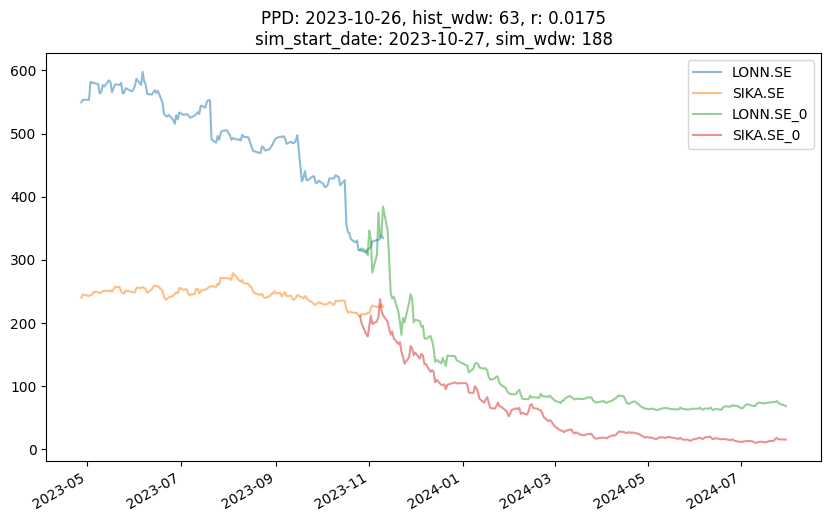 PPD: 2023-10-26, hist_wdw: 63, r: 0.0175
sim_start_date: 2023-10-27, sim_wdw: 188
LONN.SE
SIKA.SE
LONN.SE_0
SIKA.SE_0
600
500
400
300
200
100
0
2023-05
2023-07
2023-09
2023-11
2024-01
2024-03
2024-05
2024-07